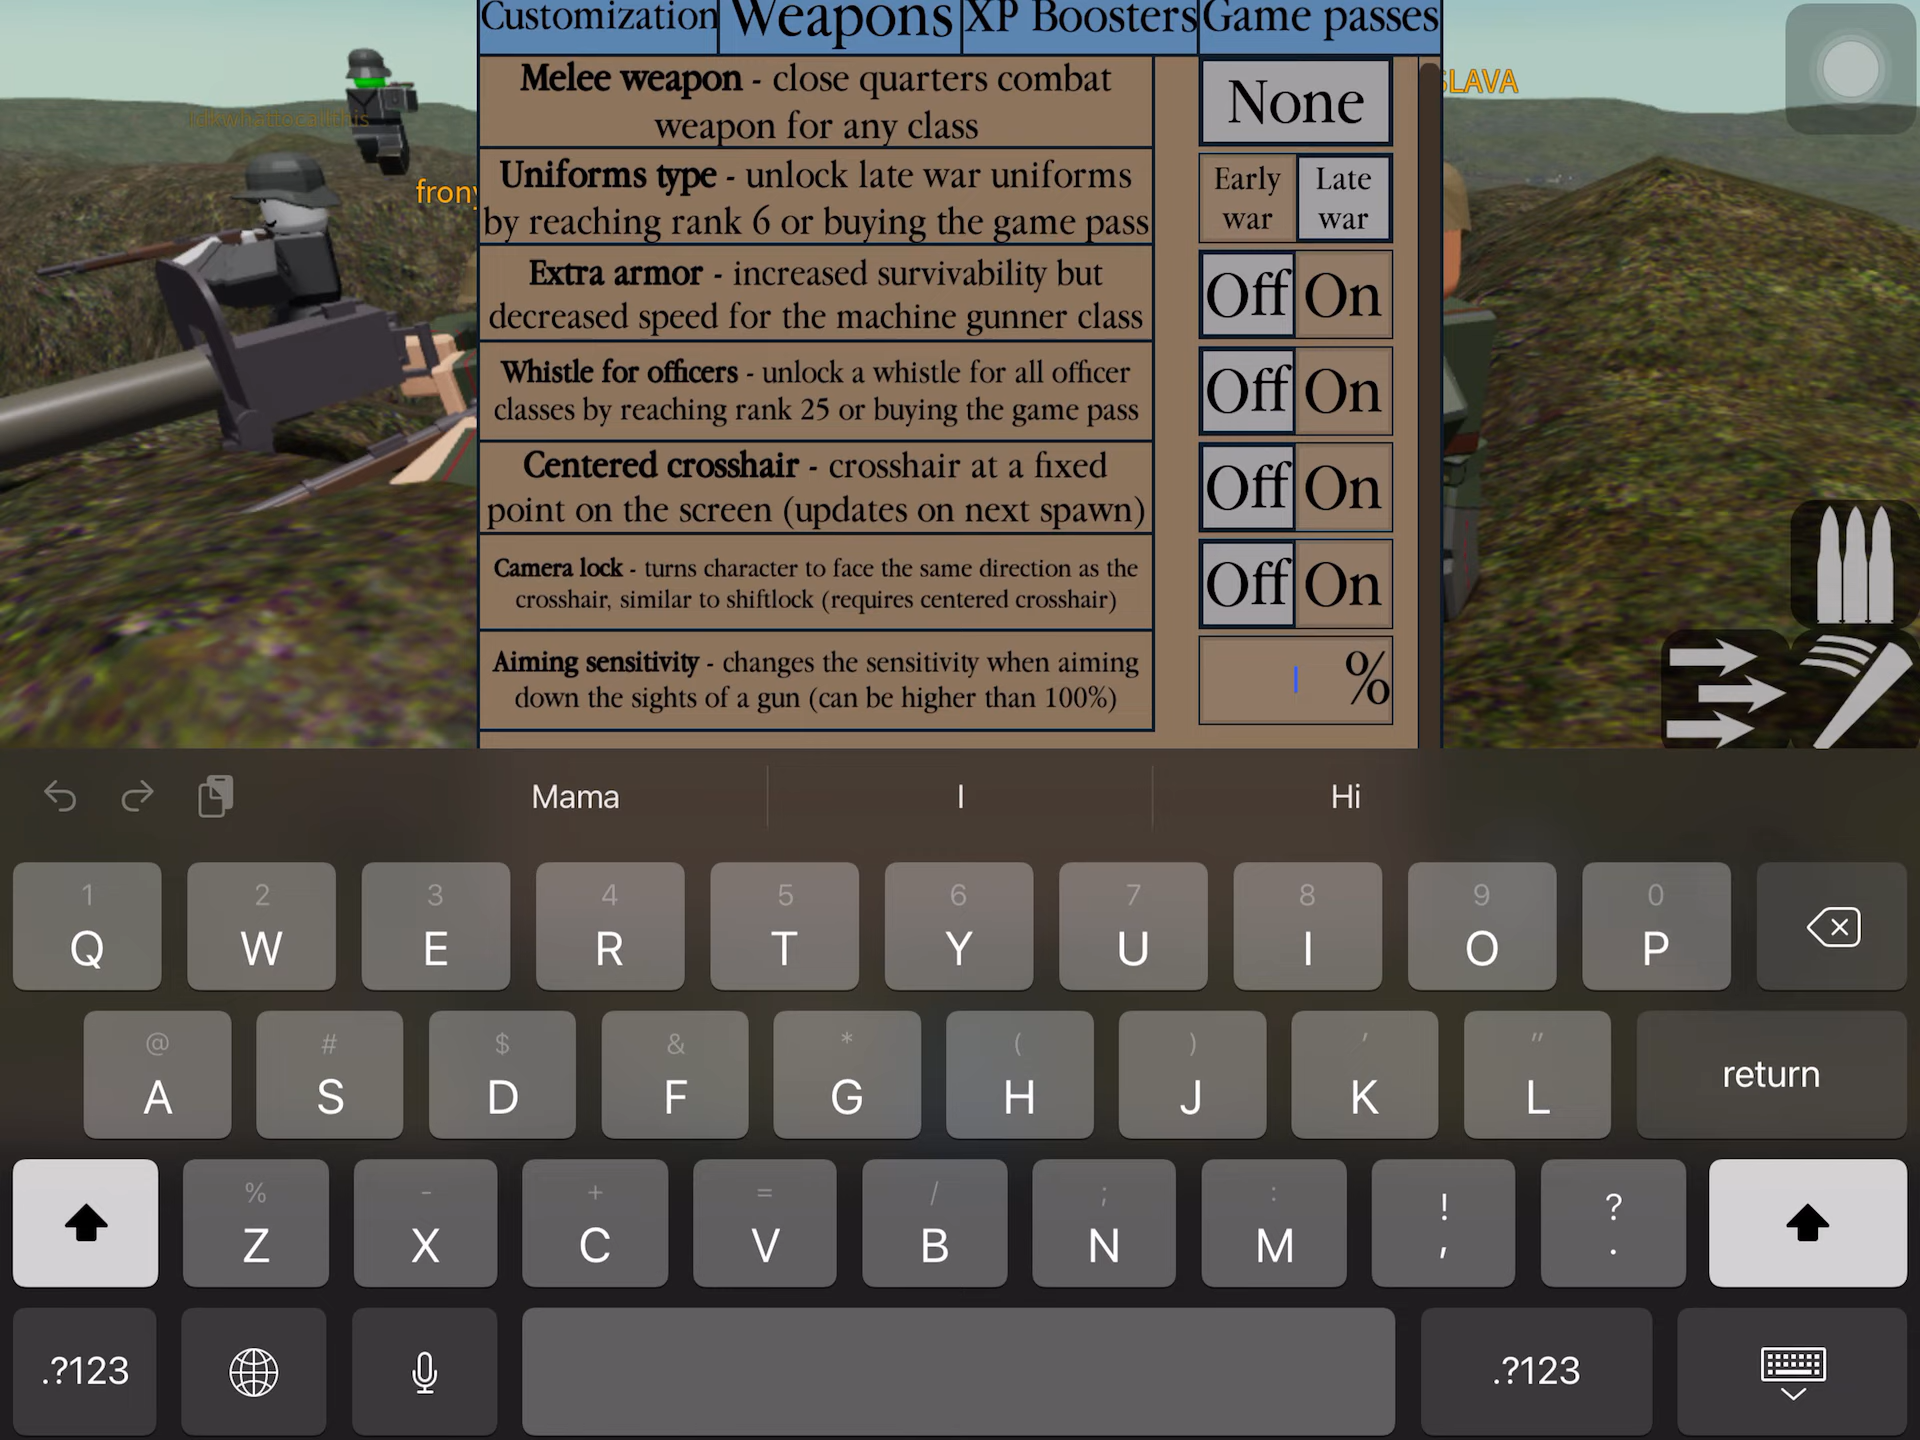 Customization Weapons XP Boosters Game passes
Melee weapon - close quarters combat
weapon for any class
None
Uniforms type - unlock late war uniforms
by reaching rank 6 or buying the game pass
Early
war
Late
war
Extra armor - increased survivability but
decreased speed for the machine gunner class
Off On
Whistle for officers - unlock a whistle for all officer
classes by reaching rank 25 or buying the game pass
Off On
Centered crosshair - crosshair at a fixed
point on the screen (updates on next spawn)
Off On
Camera lock - turns character to face the same direction as the
crosshair, similar to shiftlock (requires centered crosshair)
Off On
Aiming sensitivity - changes the sensitivity when aiming
down the sights of a gun (can be higher than 100%)
%
idkwhattocallthis
frony
SLAVA
Mama I Hi
1 2 3 4 5 6 7 8 9 0
Q W E R T Y U I O P
@ # $ & * ( ) ' "
A S D F G H J K L return
% - + = / ; : ! ?
Z X C V B N M , .
.?123 .?123